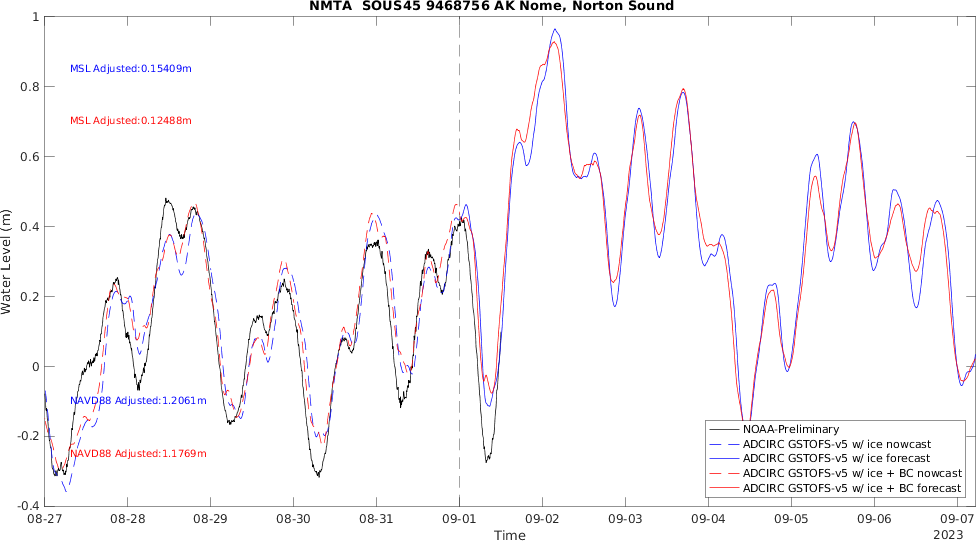 NMTA SOUS45 9468756 AK Nome, Norton Sound
1
0.8
0.6
0.4
0.2
0
-0.2
-0.4
Water Level (m)
MSL Adjusted:0.15409m
MSL Adjusted:0.12488m
NAVD88 Adjusted:1.2061m
NAVD88 Adjusted:1.1769m
NOAA-Preliminary
ADCIRC GSTOFS-v5 w/ ice nowcast
ADCIRC GSTOFS-v5 w/ ice forecast
ADCIRC GSTOFS-v5 w/ ice + BC nowcast
ADCIRC GSTOFS-v5 w/ ice + BC forecast
08-27 08-28 08-29 08-30 08-31 09-01 09-02 09-03 09-04 09-05 09-06 09-07
Time
2023